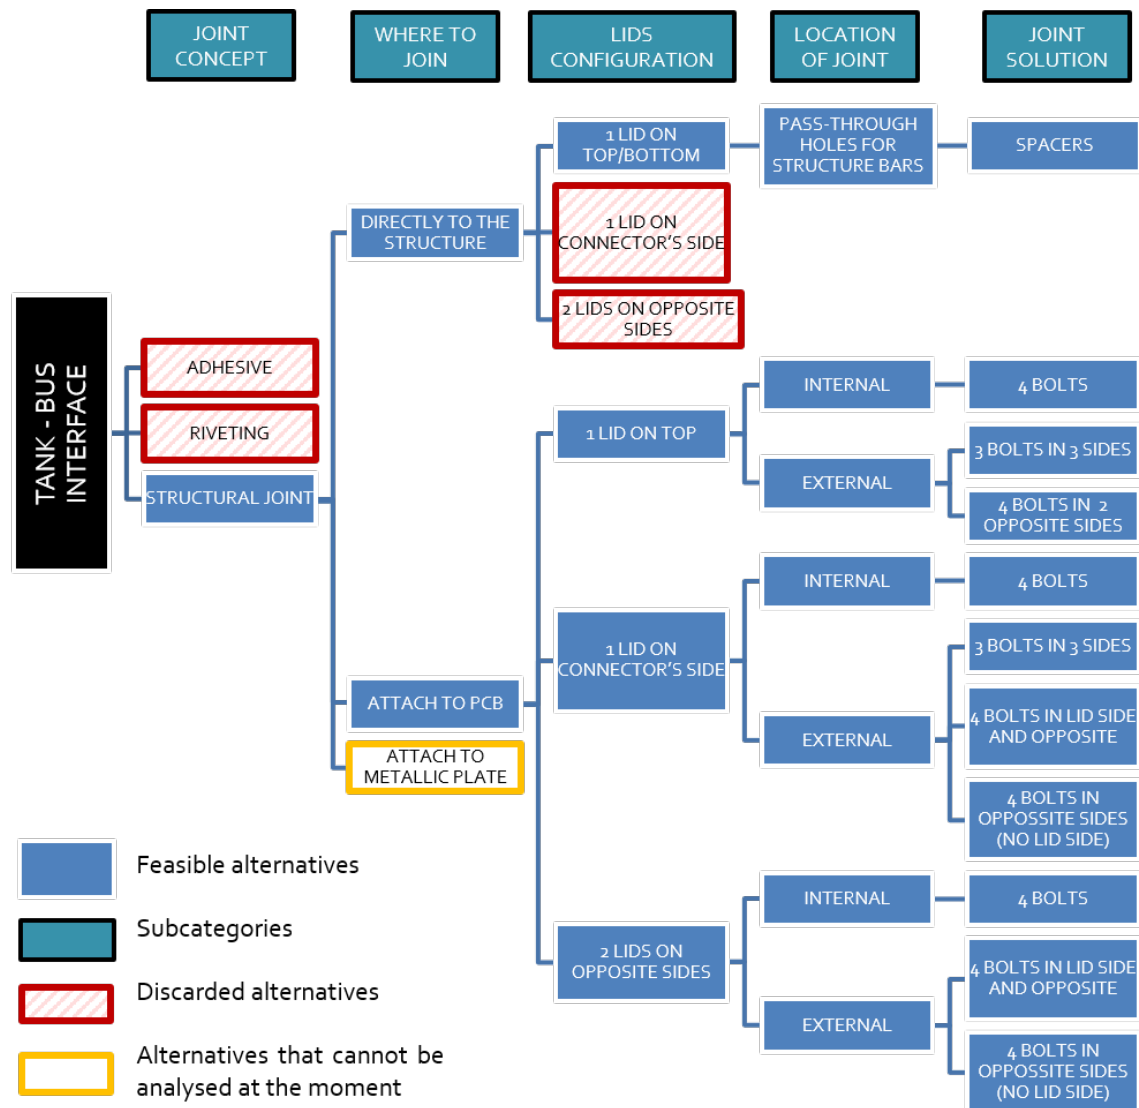 JOINT
CONCEPT
WHERE TO
JOIN
LIDS
CONFIGURATION
LOCATION
OF JOINT
JOINT
SOLUTION
TANK - BUS
INTERFACE
ADHESIVE
RIVETING
STRUCTURAL JOINT
DIRECTLY TO THE
STRUCTURE
ATTACH TO PCB
ATTACH TO
METALLIC PLATE
1 LID ON
TOP/BOTTOM
1 LID ON
CONNECTOR'S SIDE
2 LIDS ON OPPOSITE
SIDES
PASS-THROUGH
HOLES FOR
STRUCTURE BARS
SPACERS
1 LID ON TOP
INTERNAL
4 BOLTS
EXTERNAL
3 BOLTS IN 3 SIDES
4 BOLTS IN 2
OPPOSITE SIDES
1 LID ON
CONNECTOR'S SIDE
INTERNAL
4 BOLTS
EXTERNAL
3 BOLTS IN 3 SIDES
4 BOLTS IN LID SIDE
AND OPPOSITE
4 BOLTS IN
OPPOSSITE SIDES
(NO LID SIDE)
2 LIDS ON
OPPOSITE SIDES
INTERNAL
4 BOLTS
EXTERNAL
4 BOLTS IN LID SIDE
AND OPPOSITE
4 BOLTS IN
OPPOSSITE SIDES
(NO LID SIDE)
Feasible alternatives
Subcategories
Discarded alternatives
Alternatives that cannot be
analysed at the moment